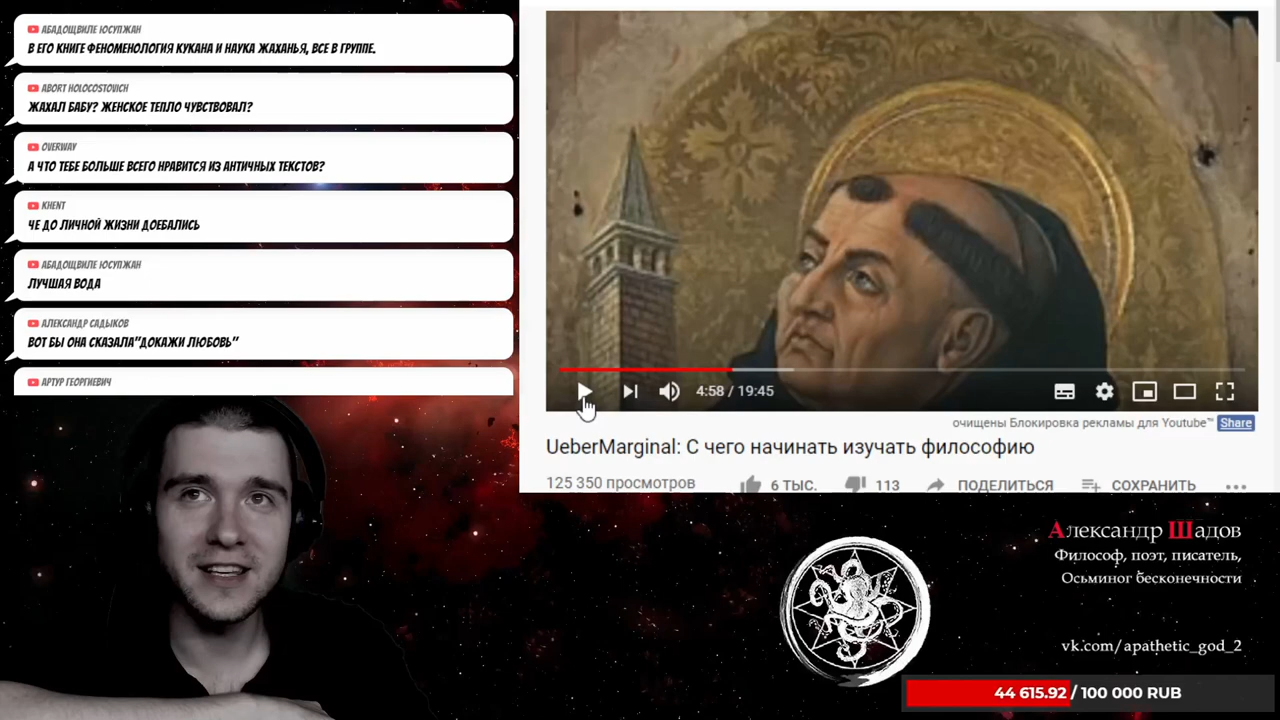 АБАДОЩВИЛЕ ЮСУПЖАН
В ЕГО КНИГЕ ФЕНОМЕНОЛОГИЯ КУКАНА И НАУКА ЖАХАНЬЯ, ВСЕ В ГРУППЕ.
ABORT HOLOCOSTOVICH
ЖАХАЛ БАБУ? ЖЕНСКОЕ ТЕПЛО ЧУВСТВОВАЛ?
OVERWAY
А ЧТО ТЕБЕ БОЛЬШЕ ВСЕГО НРАВИТСЯ ИЗ АНТИЧНЫХ ТЕКСТОВ?
KHENT
ЧЕ ДО ЛИЧНОЙ ЖИЗНИ ДОЕБАЛИСЬ
АБАДОЩВИЛЕ ЮСУПЖАН
ЛУЧШАЯ ВОДА
АЛЕКСАНДР САДЫКОВ
ВОТ БЫ ОНА СКАЗАЛА"ДОКАЖИ ЛЮБОВЬ"
АРТУР ГЕОРГИЕВИЧ
4:58 / 19:45
очищены Блокировка рекламы для Youtube™ Share
UeberMarginal: С чего начинать изучать философию
125 350 просмотров 6 ТЫС. 113 ПОДЕЛИТЬСЯ СОХРАНИТЬ
Александр Шадов
Философ, поэт, писатель,
Осьминог бесконечности
vk.com/apathetic_god_2
44 615.92 / 100 000 RUB